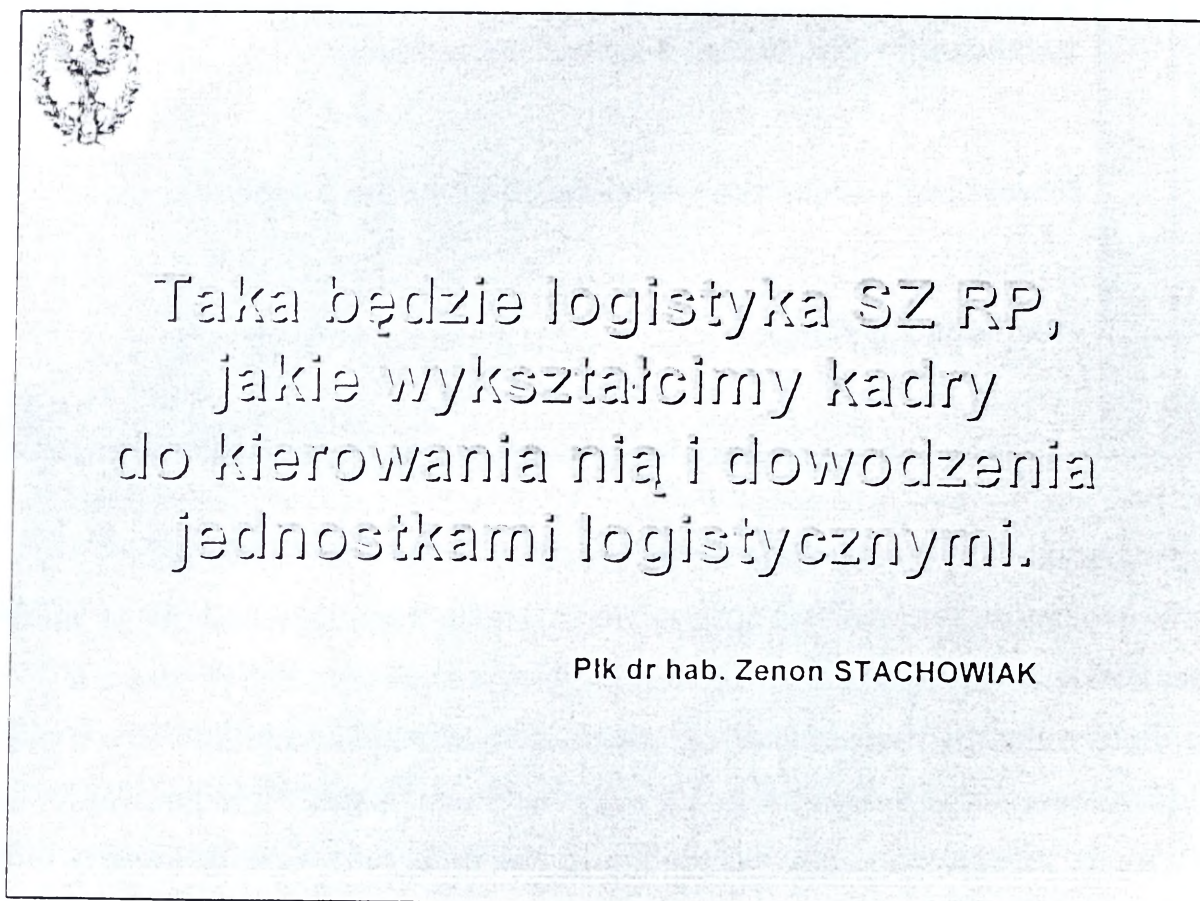 Taka będzie logistyka SZ RP,
jakie wykształcimy kadry
do kierowania nią i dowodzenia
jednostkami logistycznymi.
Płk dr hab. Zenon STACHOWIAK